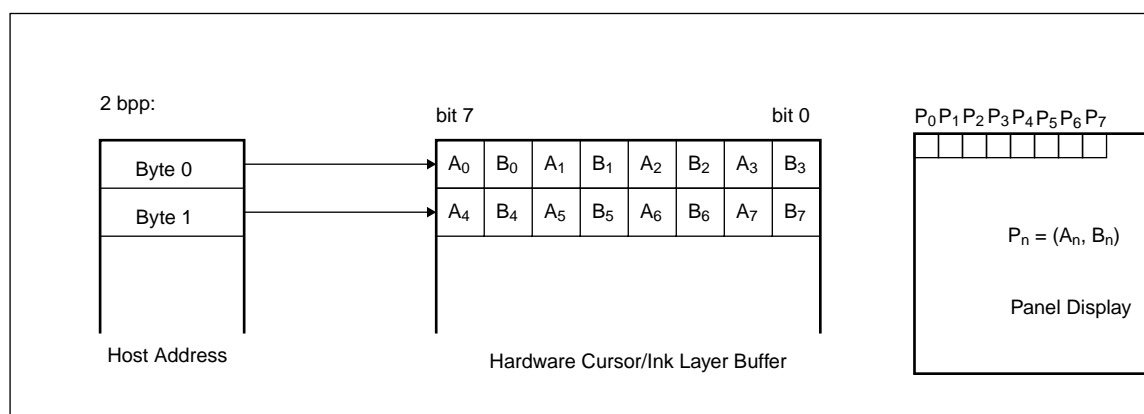 2 bpp:
bit 7 bit 0
P₀ P₁ P₂ P₃ P₄ P₅ P₆ P₇
Byte 0 A₀ B₀ A₁ B₁ A₂ B₂ A₃ B₃
Byte 1 A₄ B₄ A₅ B₅ A₆ B₆ A₇ B₇
Pₙ = (Aₙ, Bₙ)
Panel Display
Host Address
Hardware Cursor/Ink Layer Buffer